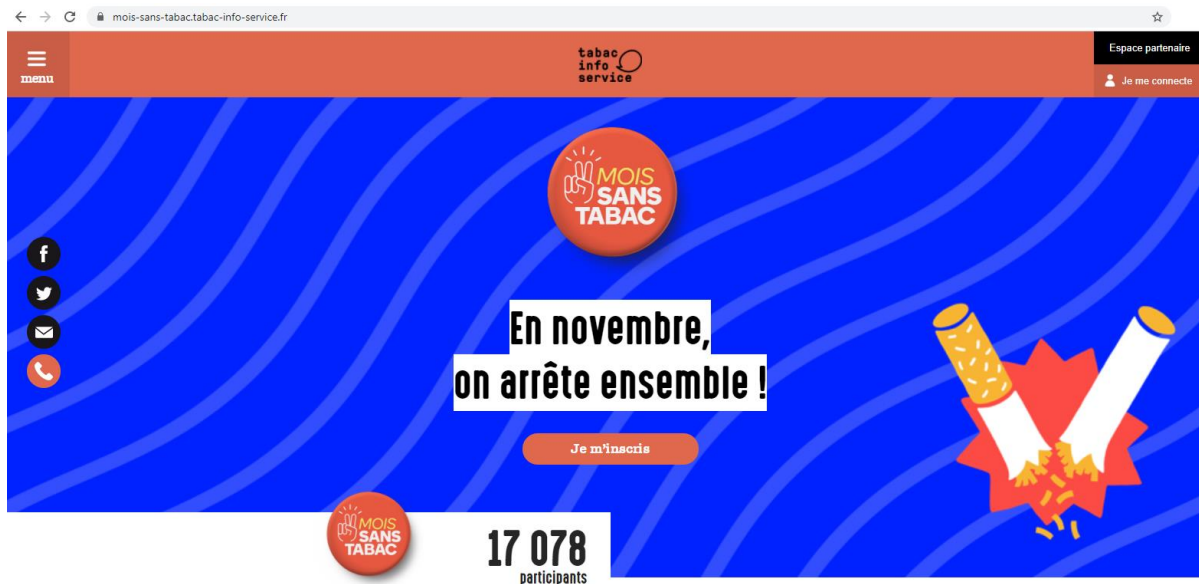 mois-sans-tabac.tabac-info-service.fr
menu
tabac
info
service
Espace partenaire
Je me connecte
MOIS
SANS
TABAC
En novembre,
on arrête ensemble !
Je m'inscris
MOIS
SANS
TABAC
17 078
participants